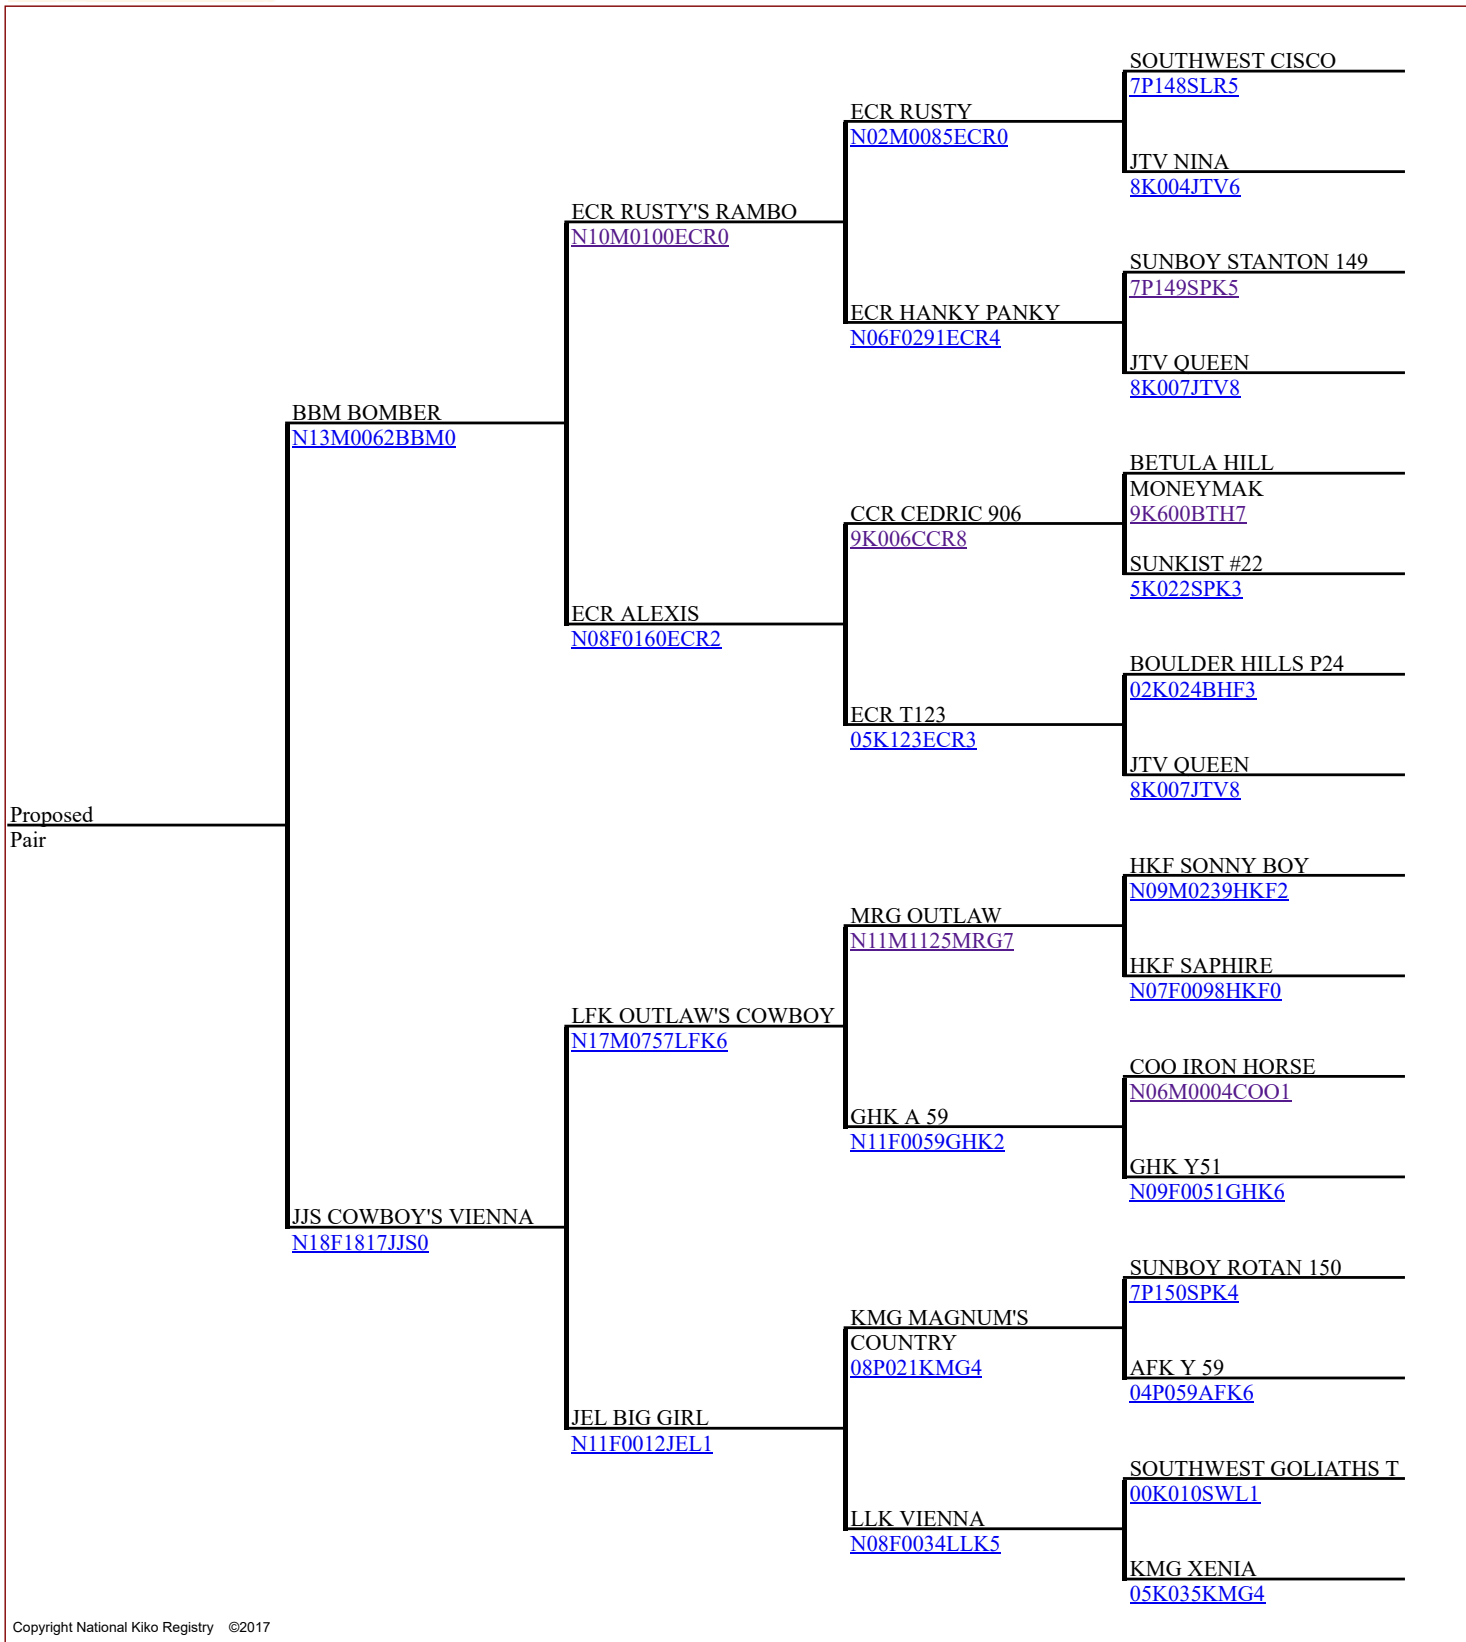 SOUTHWEST CISCO
7P148SLR5
ECR RUSTY
N02M0085ECR0
JTV NINA
8K004JTV6
ECR RUSTY'S RAMBO
N10M0100ECR0
SUNBOY STANTON 149
7P149SPK5
ECR HANKY PANKY
N06F0291ECR4
JTV QUEEN
8K007JTV8
BBM BOMBER
N13M0062BBM0
BETULA HILL
MONEYMAK
9K600BTH7
CCR CEDRIC 906
9K006CCR8
SUNKIST #22
5K022SPK3
ECR ALEXIS
N08F0160ECR2
BOULDER HILLS P24
02K024BHF3
ECR T123
05K123ECR3
JTV QUEEN
8K007JTV8
Proposed
Pair
HKF SONNY BOY
N09M0239HKF2
MRG OUTLAW
N11M1125MRG7
HKF SAPHIRE
N07F0098HKF0
LFK OUTLAW'S COWBOY
N17M0757LFK6
COO IRON HORSE
N06M0004COO1
GHK A 59
N11F0059GHK2
GHK Y51
N09F0051GHK6
JJS COWBOY'S VIENNA
N18F1817JJS0
SUNBOY ROTAN 150
7P150SPK4
KMG MAGNUM'S
COUNTRY
08P021KMG4
AFK Y 59
04P059AFK6
JEL BIG GIRL
N11F0012JEL1
SOUTHWEST GOLIATHS T
00K010SWL1
LLK VIENNA
N08F0034LLK5
KMG XENIA
05K035KMG4
Copyright National Kiko Registry ©2017